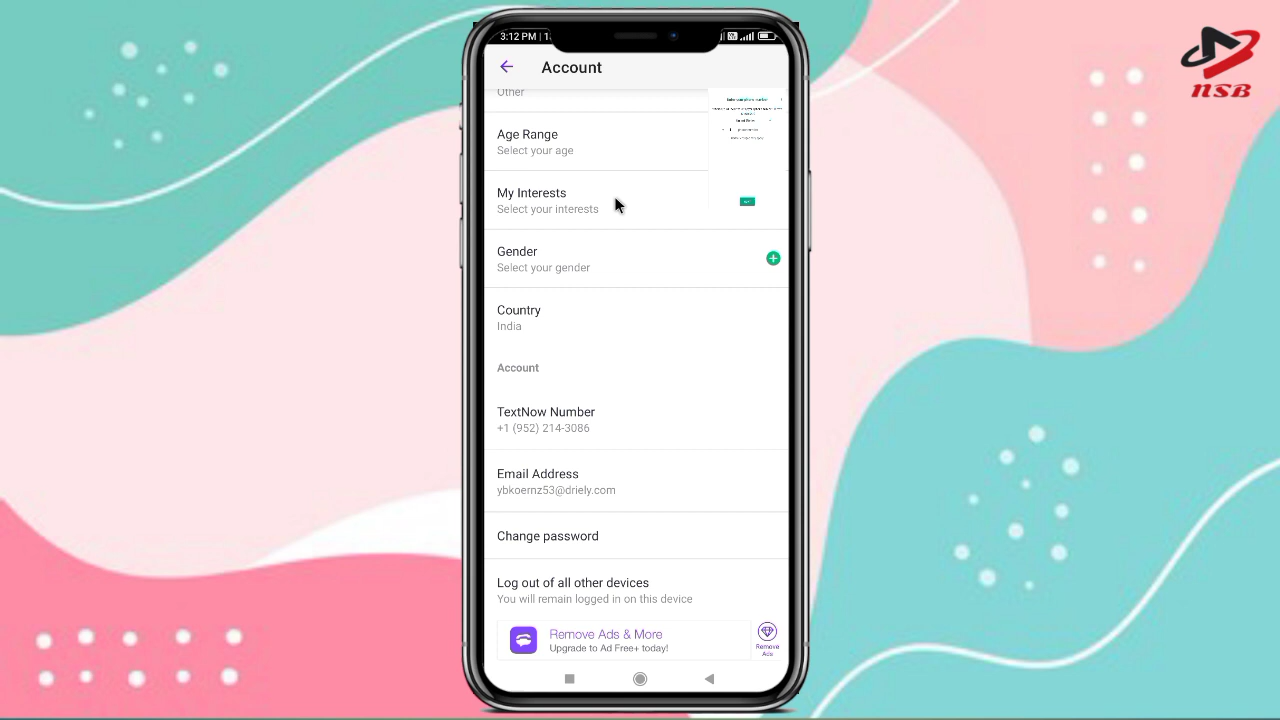 3:12 PM | 1
NSB
Account
Other
Age Range
Select your age
My Interests
Select your interests
Gender
Select your gender
Country
India
Account
TextNow Number
+1 (952) 214-3086
Email Address
ybkoernz53@driely.com
Change password
Log out of all other devices
You will remain logged in on this device
Remove Ads & More
Upgrade to Ad Free+ today!
Remove
Ads